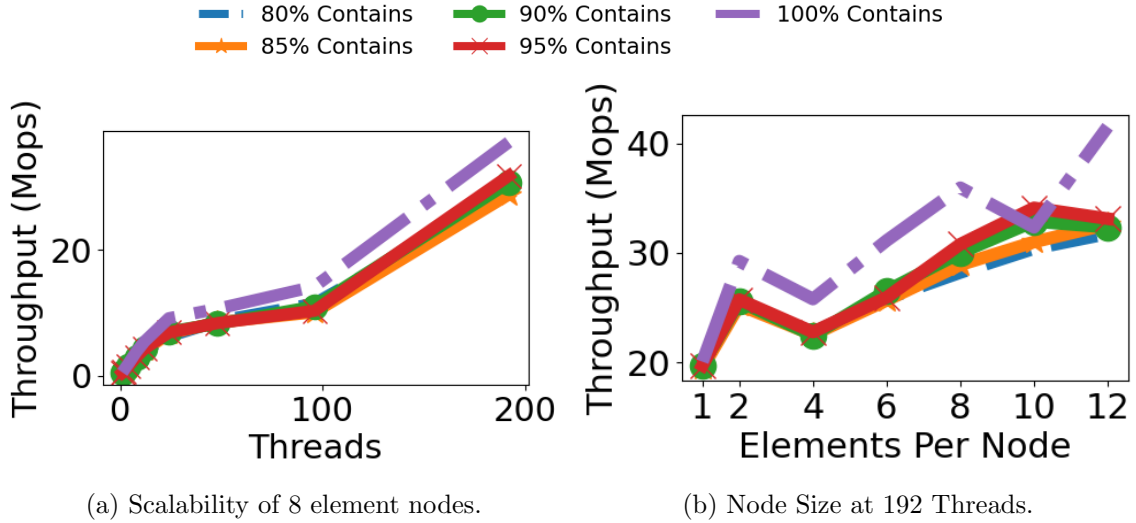 80% Contains 90% Contains 100% Contains
85% Contains 95% Contains
Throughput (Mops)
20
0
0 100 200
Threads
Throughput (Mops)
40
30
20
1 2 4 6 8 10 12
Elements Per Node
(a) Scalability of 8 element nodes.
(b) Node Size at 192 Threads.